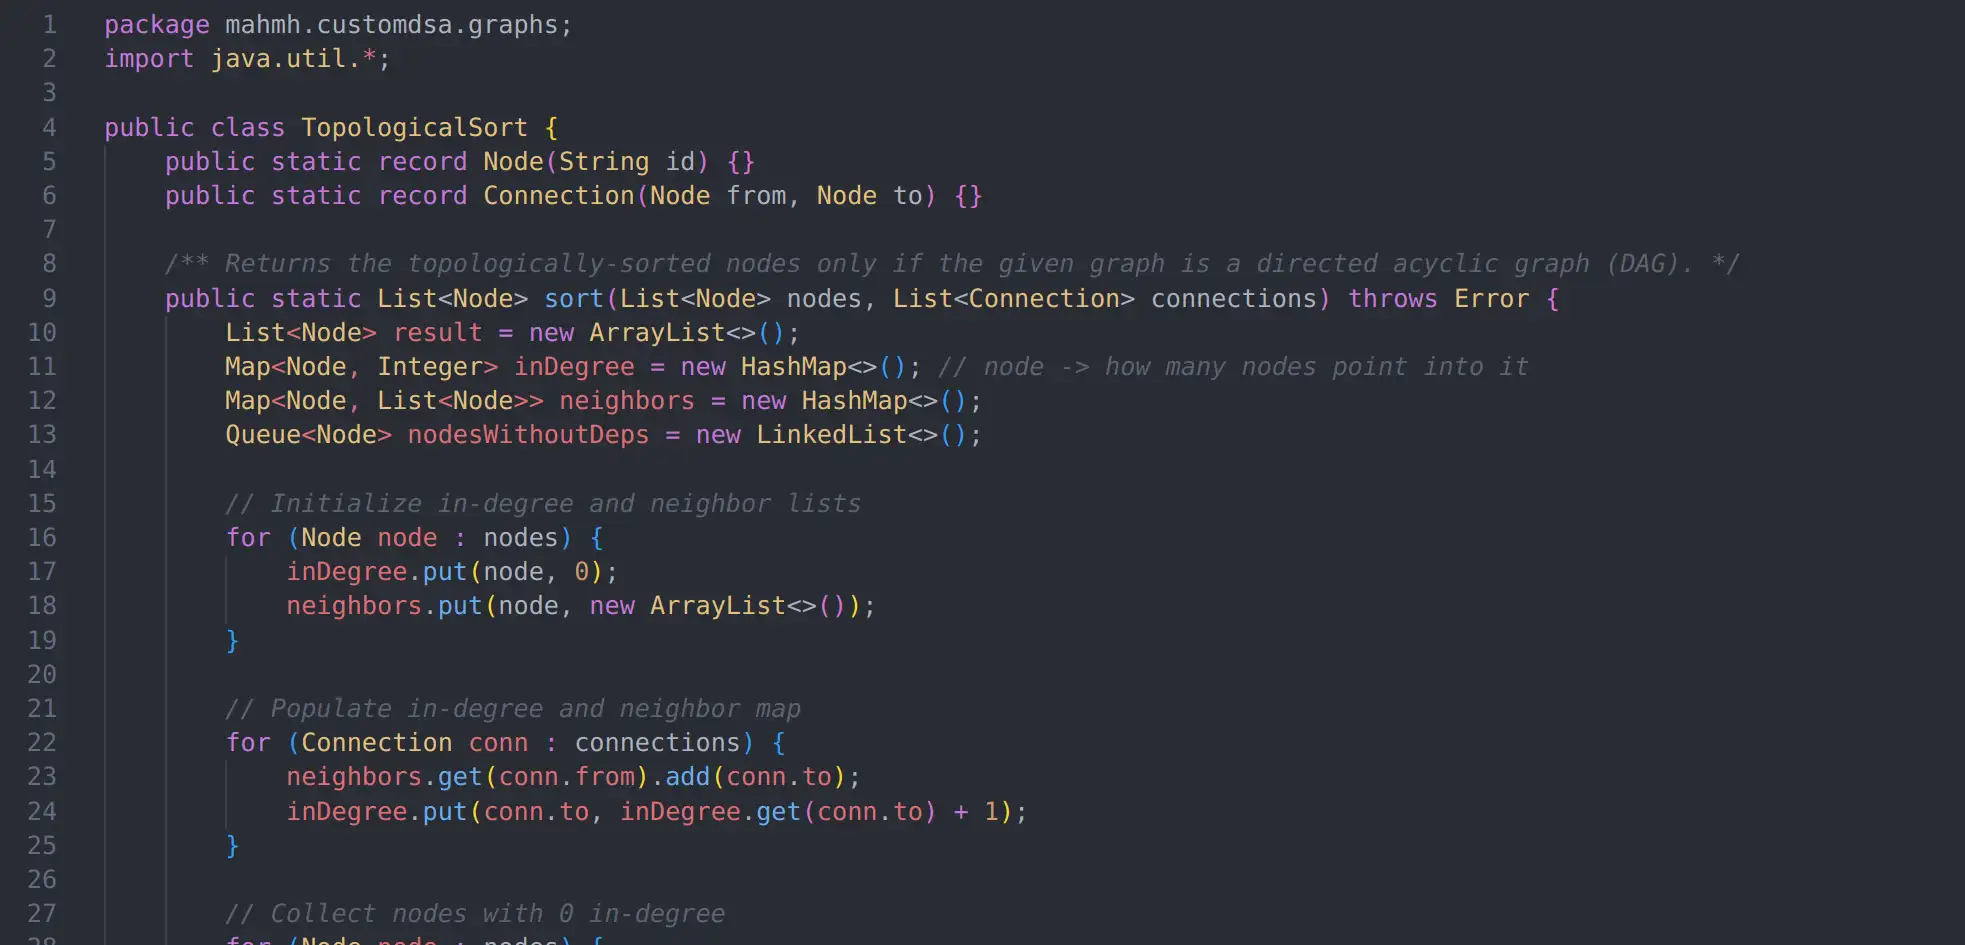 1 package mahmh.customdsa.graphs;
2 import java.util.*;
3
4 public class TopologicalSort {
5     public static record Node(String id) {}
6     public static record Connection(Node from, Node to) {}
7
8     /** Returns the topologically-sorted nodes only if the given graph is a directed acyclic graph (DAG). */
9     public static List<Node> sort(List<Node> nodes, List<Connection> connections) throws Error {
10         List<Node> result = new ArrayList<>();
11         Map<Node, Integer> inDegree = new HashMap<>(); // node -> how many nodes point into it
12         Map<Node, List<Node>> neighbors = new HashMap<>();
13         Queue<Node> nodesWithoutDeps = new LinkedList<>();
14
15         // Initialize in-degree and neighbor lists
16         for (Node node : nodes) {
17             inDegree.put(node, 0);
18             neighbors.put(node, new ArrayList<>());
19         }
20
21         // Populate in-degree and neighbor map
22         for (Connection conn : connections) {
23             neighbors.get(conn.from).add(conn.to);
24             inDegree.put(conn.to, inDegree.get(conn.to) + 1);
25         }
26
27         // Collect nodes with 0 in-degree
28         for (Node node : nodes) {